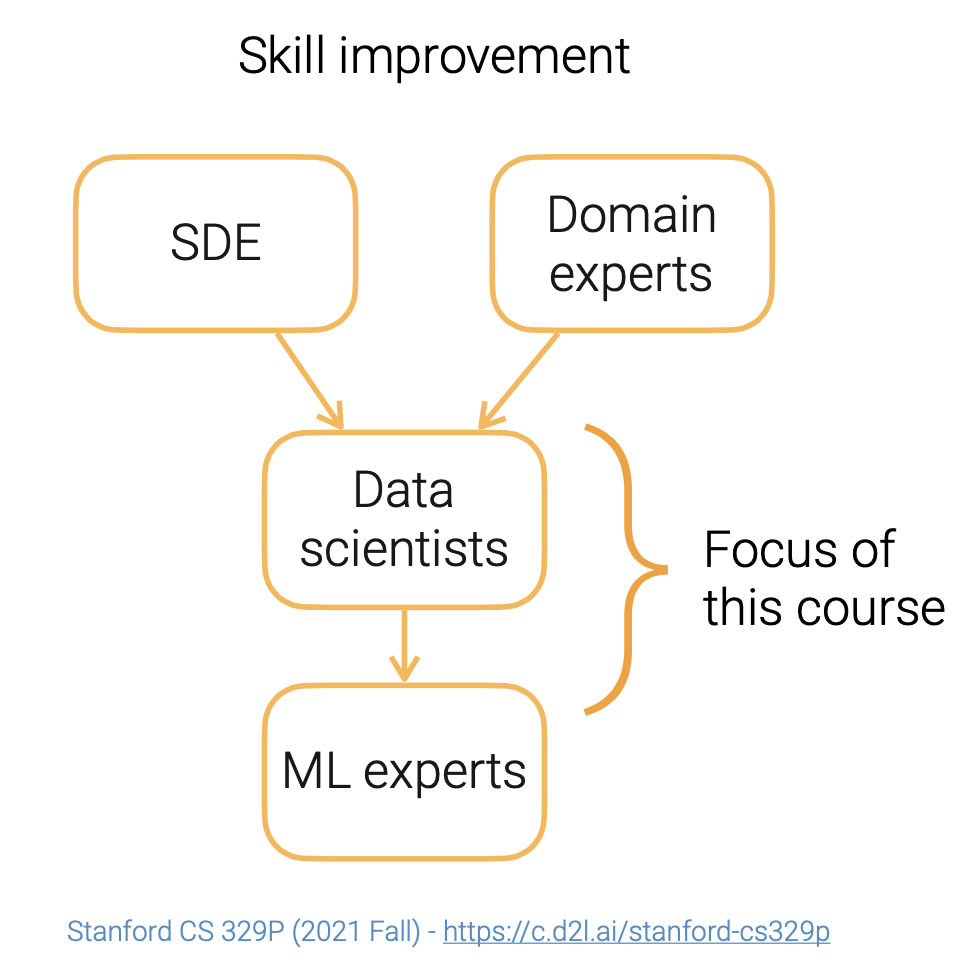 Skill improvement
SDE
Domain
experts
Data
scientists
Focus of
this course
ML experts
Stanford CS 329P (2021 Fall) - https://c.d2l.ai/stanford-cs329p